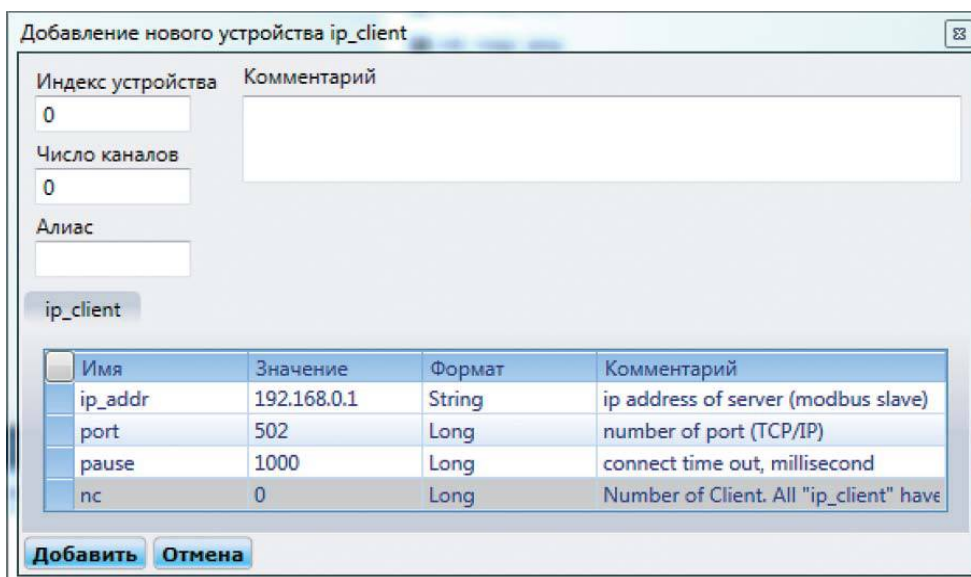 Добавление нового устройства ip_client
Индекс устройства Комментарий
0
Число каналов
0
Алиас
ip_client
Имя Значение Формат Комментарий
ip_addr 192.168.0.1 String ip address of server (modbus slave)
port 502 Long number of port (TCP/IP)
pause 1000 Long connect time out, millisecond
nc 0 Long Number of Client. All "ip_client" have
Добавить Отмена